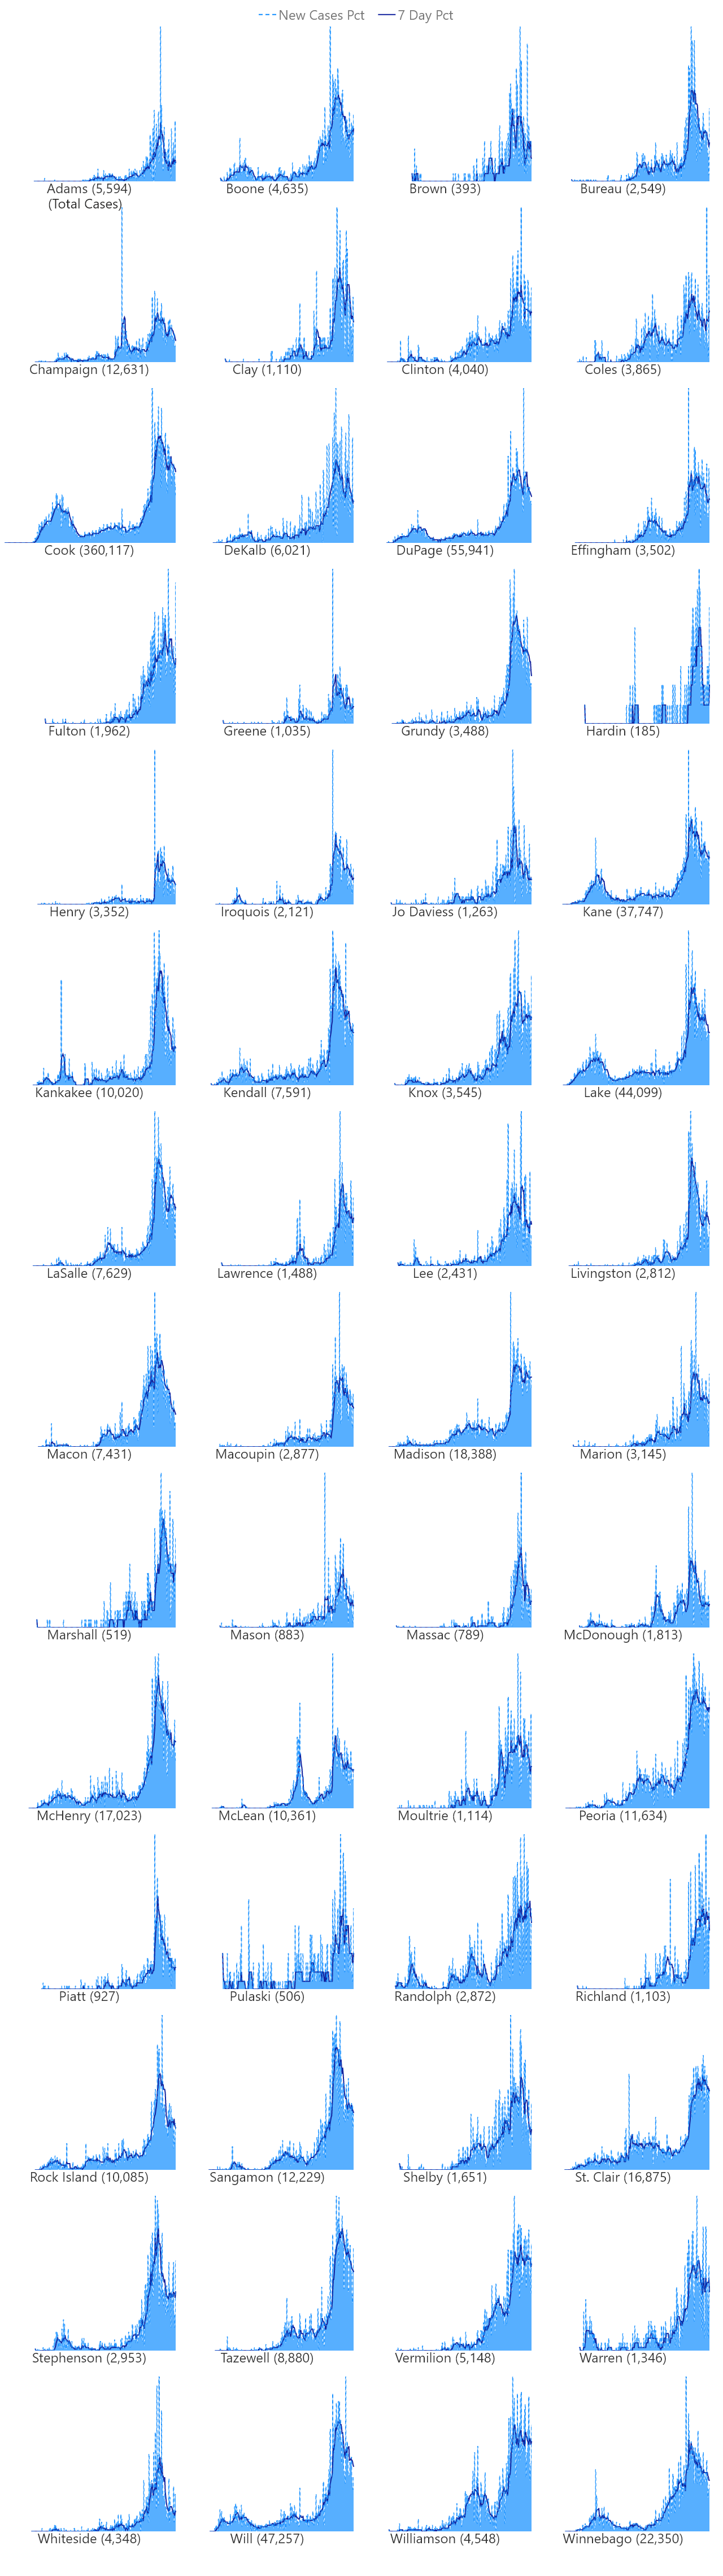 New Cases Pct 7 Day Pct
Adams (5,594) Boone (4,635) Brown (393) Bureau (2,549)
(Total Cases)
Champaign (12,631) Clay (1,110) Clinton (4,040) Coles (3,865)
Cook (360,117) DeKalb (6,021) DuPage (55,941) Effingham (3,502)
Fulton (1,962) Greene (1,035) Grundy (3,488) Hardin (185)
Henry (3,352) Iroquois (2,121) Jo Daviess (1,263) Kane (37,747)
Kankakee (10,020) Kendall (7,591) Knox (3,545) Lake (44,099)
LaSalle (7,629) Lawrence (1,488) Lee (2,431) Livingston (2,812)
Macon (7,431) Macoupin (2,877) Madison (18,388) Marion (3,145)
Marshall (519) Mason (883) Massac (789) McDonough (1,813)
McHenry (17,023) McLean (10,361) Moultrie (1,114) Peoria (11,634)
Piatt (927) Pulaski (506) Randolph (2,872) Richland (1,103)
Rock Island (10,085) Sangamon (12,229) Shelby (1,651) St. Clair (16,875)
Stephenson (2,953) Tazewell (8,880) Vermilion (5,148) Warren (1,346)
Whiteside (4,348) Will (47,257) Williamson (4,548) Winnebago (22,350)